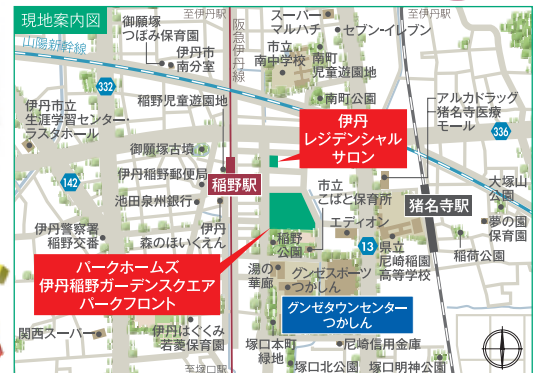 現地案内図
至伊丹駅
至伊丹駅
山陽新幹線
御願塚
つぼみ保育園
伊丹市
南分室
阪急伊丹線
スーパー
マルハチ
セブン-イレブン
市立
南中学校
南町
児童遊園地
332
稲野児童遊園地
南町公園
伊丹市立
生涯学習センター・
ラスタホール
アルカドラッグ
猪名寺医療
モール
336
伊丹
レジデンシャル
サロン
御願塚古墳
伊丹稲野郵便局
142
稲野駅
池田泉州銀行
市立
こばと保育所
大塚山
公園
猪名寺駅
夢の園
保育園
伊丹警察署
稲野交番
伊丹
森のほいくえん
エディオン
稲野
公園
13
県立
尼崎稲園
高等学校
稲荷公園
パークホームズ
伊丹稲野ガーデンスクエア
パークフロント
湯の
華廊
グンゼスポーツ
つかしん
グンゼタウンセンター
つかしん
関西スーパー
伊丹はぐくみ
若菱保育園
塚口本町
緑地
尼崎信用金庫
至塚口駅
塚口北公園
塚口明神公園